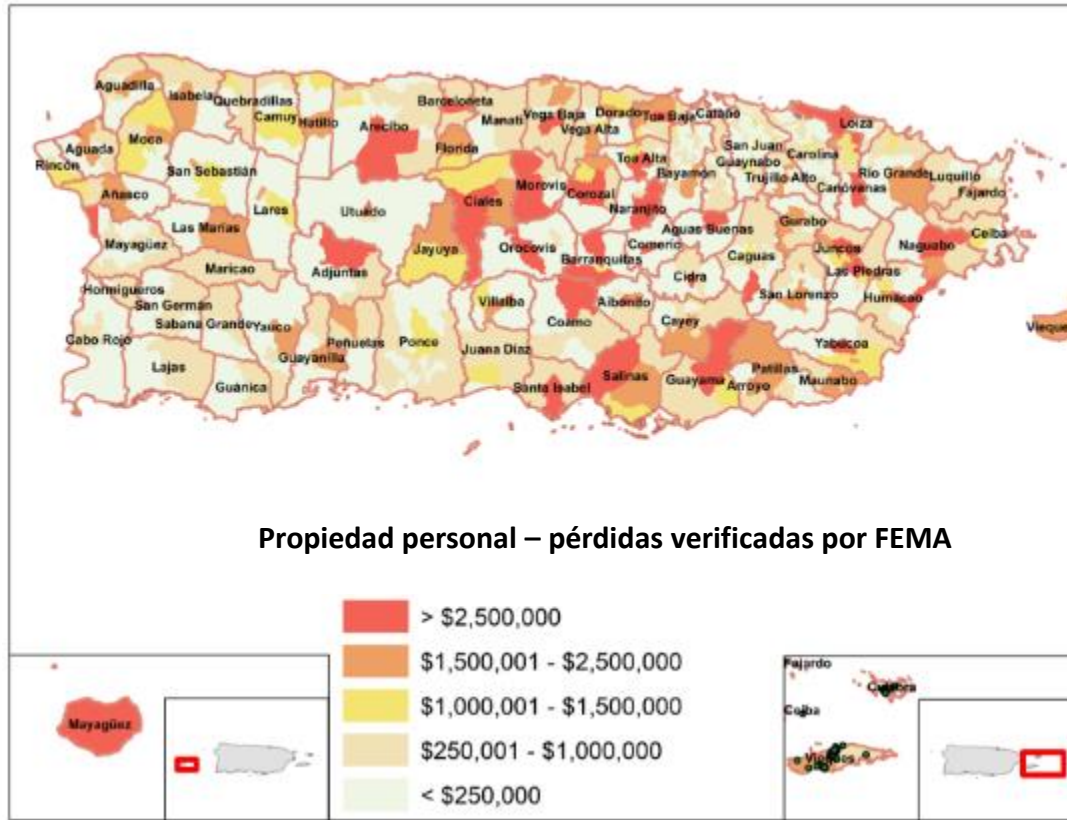 Aguadilla
Isabela
Quebradillas
Camuy
Hatillo
Arecibo
Barceloneta
Manatí
Vega Baja
Vega Alta
Dorado
Toa Baja
Cataño
Loíza
Moca
Aguada
Rincón
Añasco
San Sebastián
Florida
Toa Alta
Bayamón
San Juan
Guaynabo
Carolina
Trujillo Alto
Canóvanas
Río Grande
Luquillo
Fajardo
Ciales
Morovis
Corozal
Naranjito
Lares
Utuado
Las Marías
Mayagüez
Maricao
Adjuntas
Jayuya
Orocovis
Barranquitas
Comerío
Aguas Buenas
Caguas
Gurabo
Juncos
Las Piedras
Naguabo
Ceiba
Cidra
San Lorenzo
Humacao
Hormigueros
San Germán
Sabana Grande
Yauco
Cabo Rojo
Lajas
Guánica
Guayanilla
Peñuelas
Ponce
Villalba
Juana Díaz
Coamo
Aibonito
Cayey
Salinas
Santa Isabel
Guayama
Patillas
Arroyo
Maunabo
Yabucoa
Vieques
Propiedad personal – pérdidas verificadas por FEMA
> $2,500,000
$1,500,001 - $2,500,000
$1,000,001 - $1,500,000
$250,001 - $1,000,000
< $250,000
Mayagüez
Fajardo
Culebra
Ceiba
Vieques